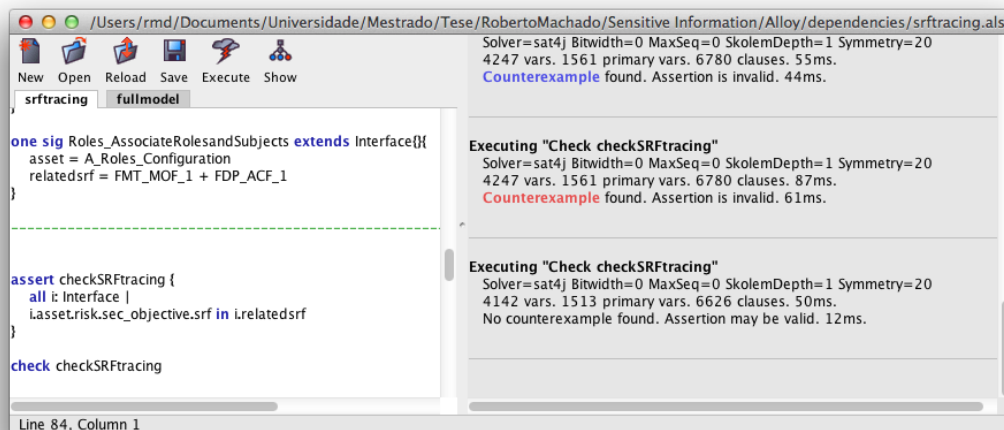 /Users/rmd/Documents/Universidade/Mestrado/Tese/RobertoMachado/Sensitive Information/Alloy/dependencies/srftracing.als
New Open Reload Save Execute Show
srftracing fullmodel
}
one sig Roles_AssociateRolesandSubjects extends Interface{}{
asset = A_Roles_Configuration
relatedsrf = FMT_MOF_1 + FDP_ACF_1
}
assert checkSRFtracing {
all i: Interface |
i.asset.risk.sec_objective.srf in i.relatedsrf
}
check checkSRFtracing
Line 84, Column 1
Solver=sat4j Bitwidth=0 MaxSeq=0 SkolemDepth=1 Symmetry=20
4247 vars. 1561 primary vars. 6780 clauses. 55ms.
Counterexample found. Assertion is invalid. 44ms.
Executing "Check checkSRFtracing"
Solver=sat4j Bitwidth=0 MaxSeq=0 SkolemDepth=1 Symmetry=20
4247 vars. 1561 primary vars. 6780 clauses. 87ms.
Counterexample found. Assertion is invalid. 61ms.
Executing "Check checkSRFtracing"
Solver=sat4j Bitwidth=0 MaxSeq=0 SkolemDepth=1 Symmetry=20
4142 vars. 1513 primary vars. 6626 clauses. 50ms.
No counterexample found. Assertion may be valid. 12ms.